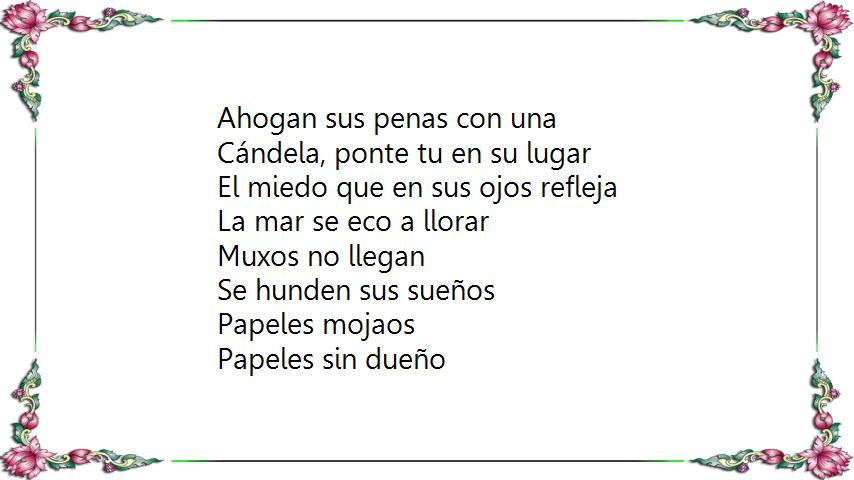 Ahogan sus penas con una
Cándela, ponte tu en su lugar
El miedo que en sus ojos refleja
La mar se eco a llorar
Muxos no llegan
Se hunden sus sueños
Papeles mojaos
Papeles sin dueño